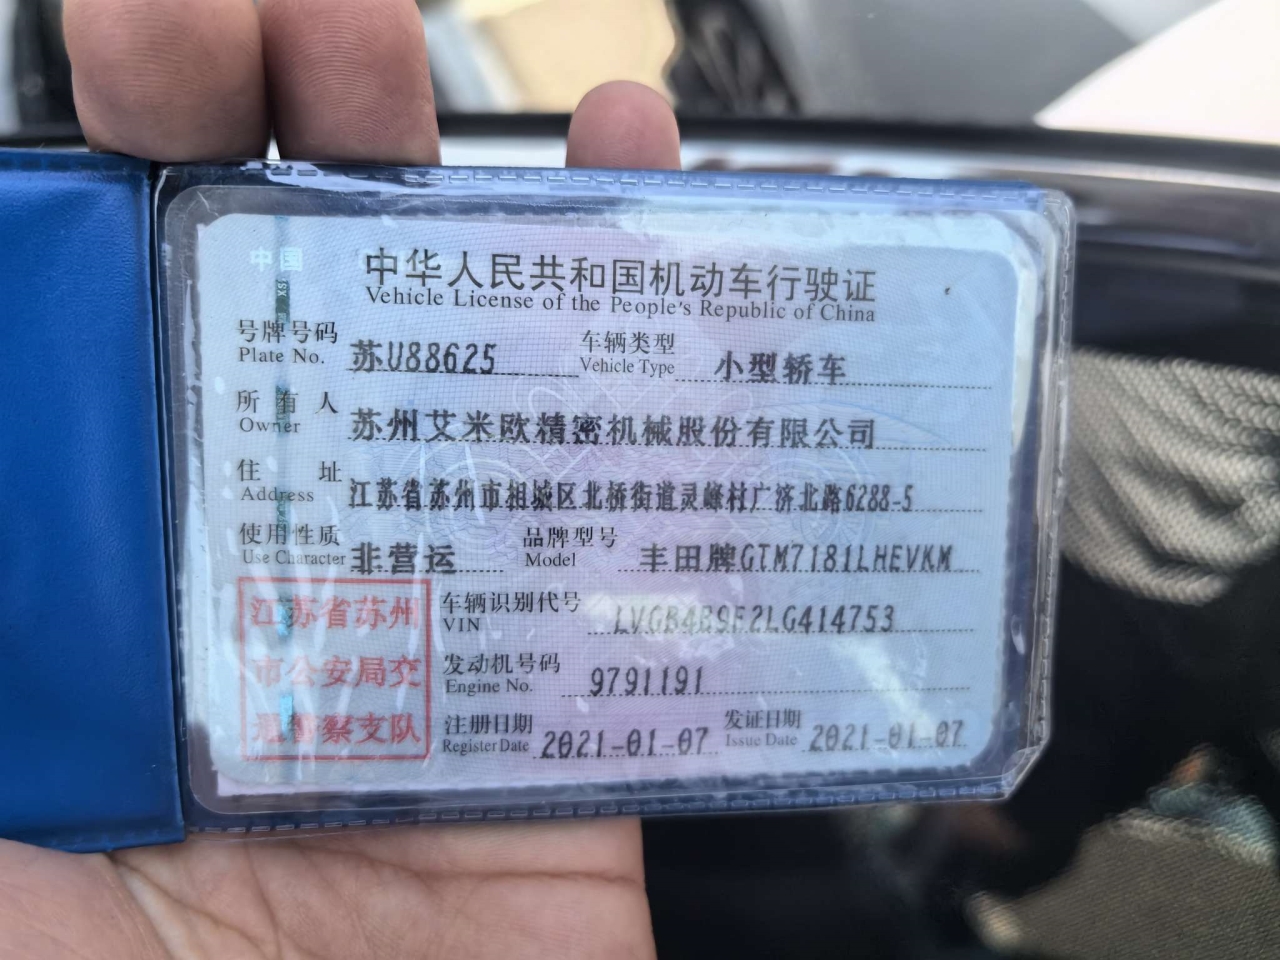 中国
中华人民共和国机动车行驶证
Vehicle License of the People's Republic of China
号牌号码 苏U88625 车辆类型 小型轿车
Plate No. Vehicle Type
所有人 苏州艾米欧精密机械股份有限公司
Owner
住址 江苏省苏州市相城区北桥街道灵峰村广济北路6288-5
Address
使用性质 非营运 品牌型号 丰田牌GTM7181LHEVKM
Use Character Model
江苏省苏州
市公安局交
通警察支队
车辆识别代号 LVGB4B9E2LG414753
VIN
发动机号码 9791191
Engine No.
注册日期 2021-01-07 发证日期 2021-01-07
Register Date Issue Date